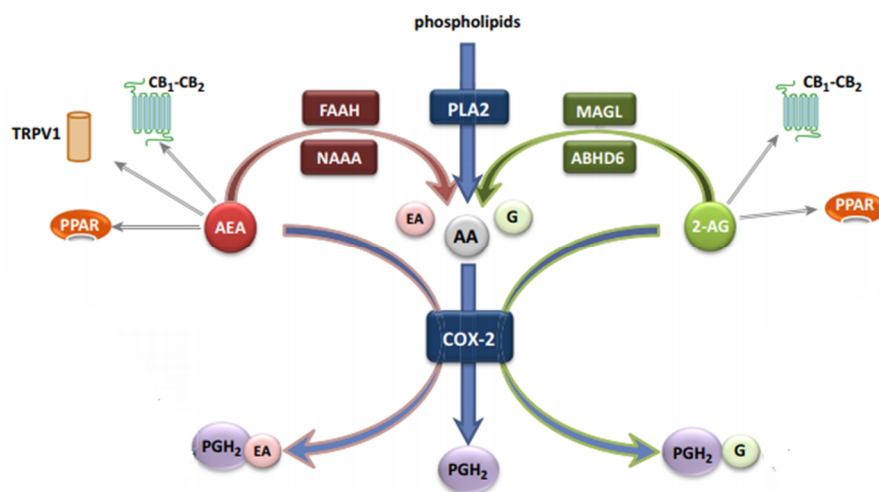 phospholipids
CB₁-CB₂
CB₁-CB₂
FAAH
PLA2
MAGL
TRPV1
NAAA
ABHD6
PPAR
AEA
EA
AA
G
2-AG
PPAR
COX-2
PGH₂
EA
PGH₂
PGH₂
G